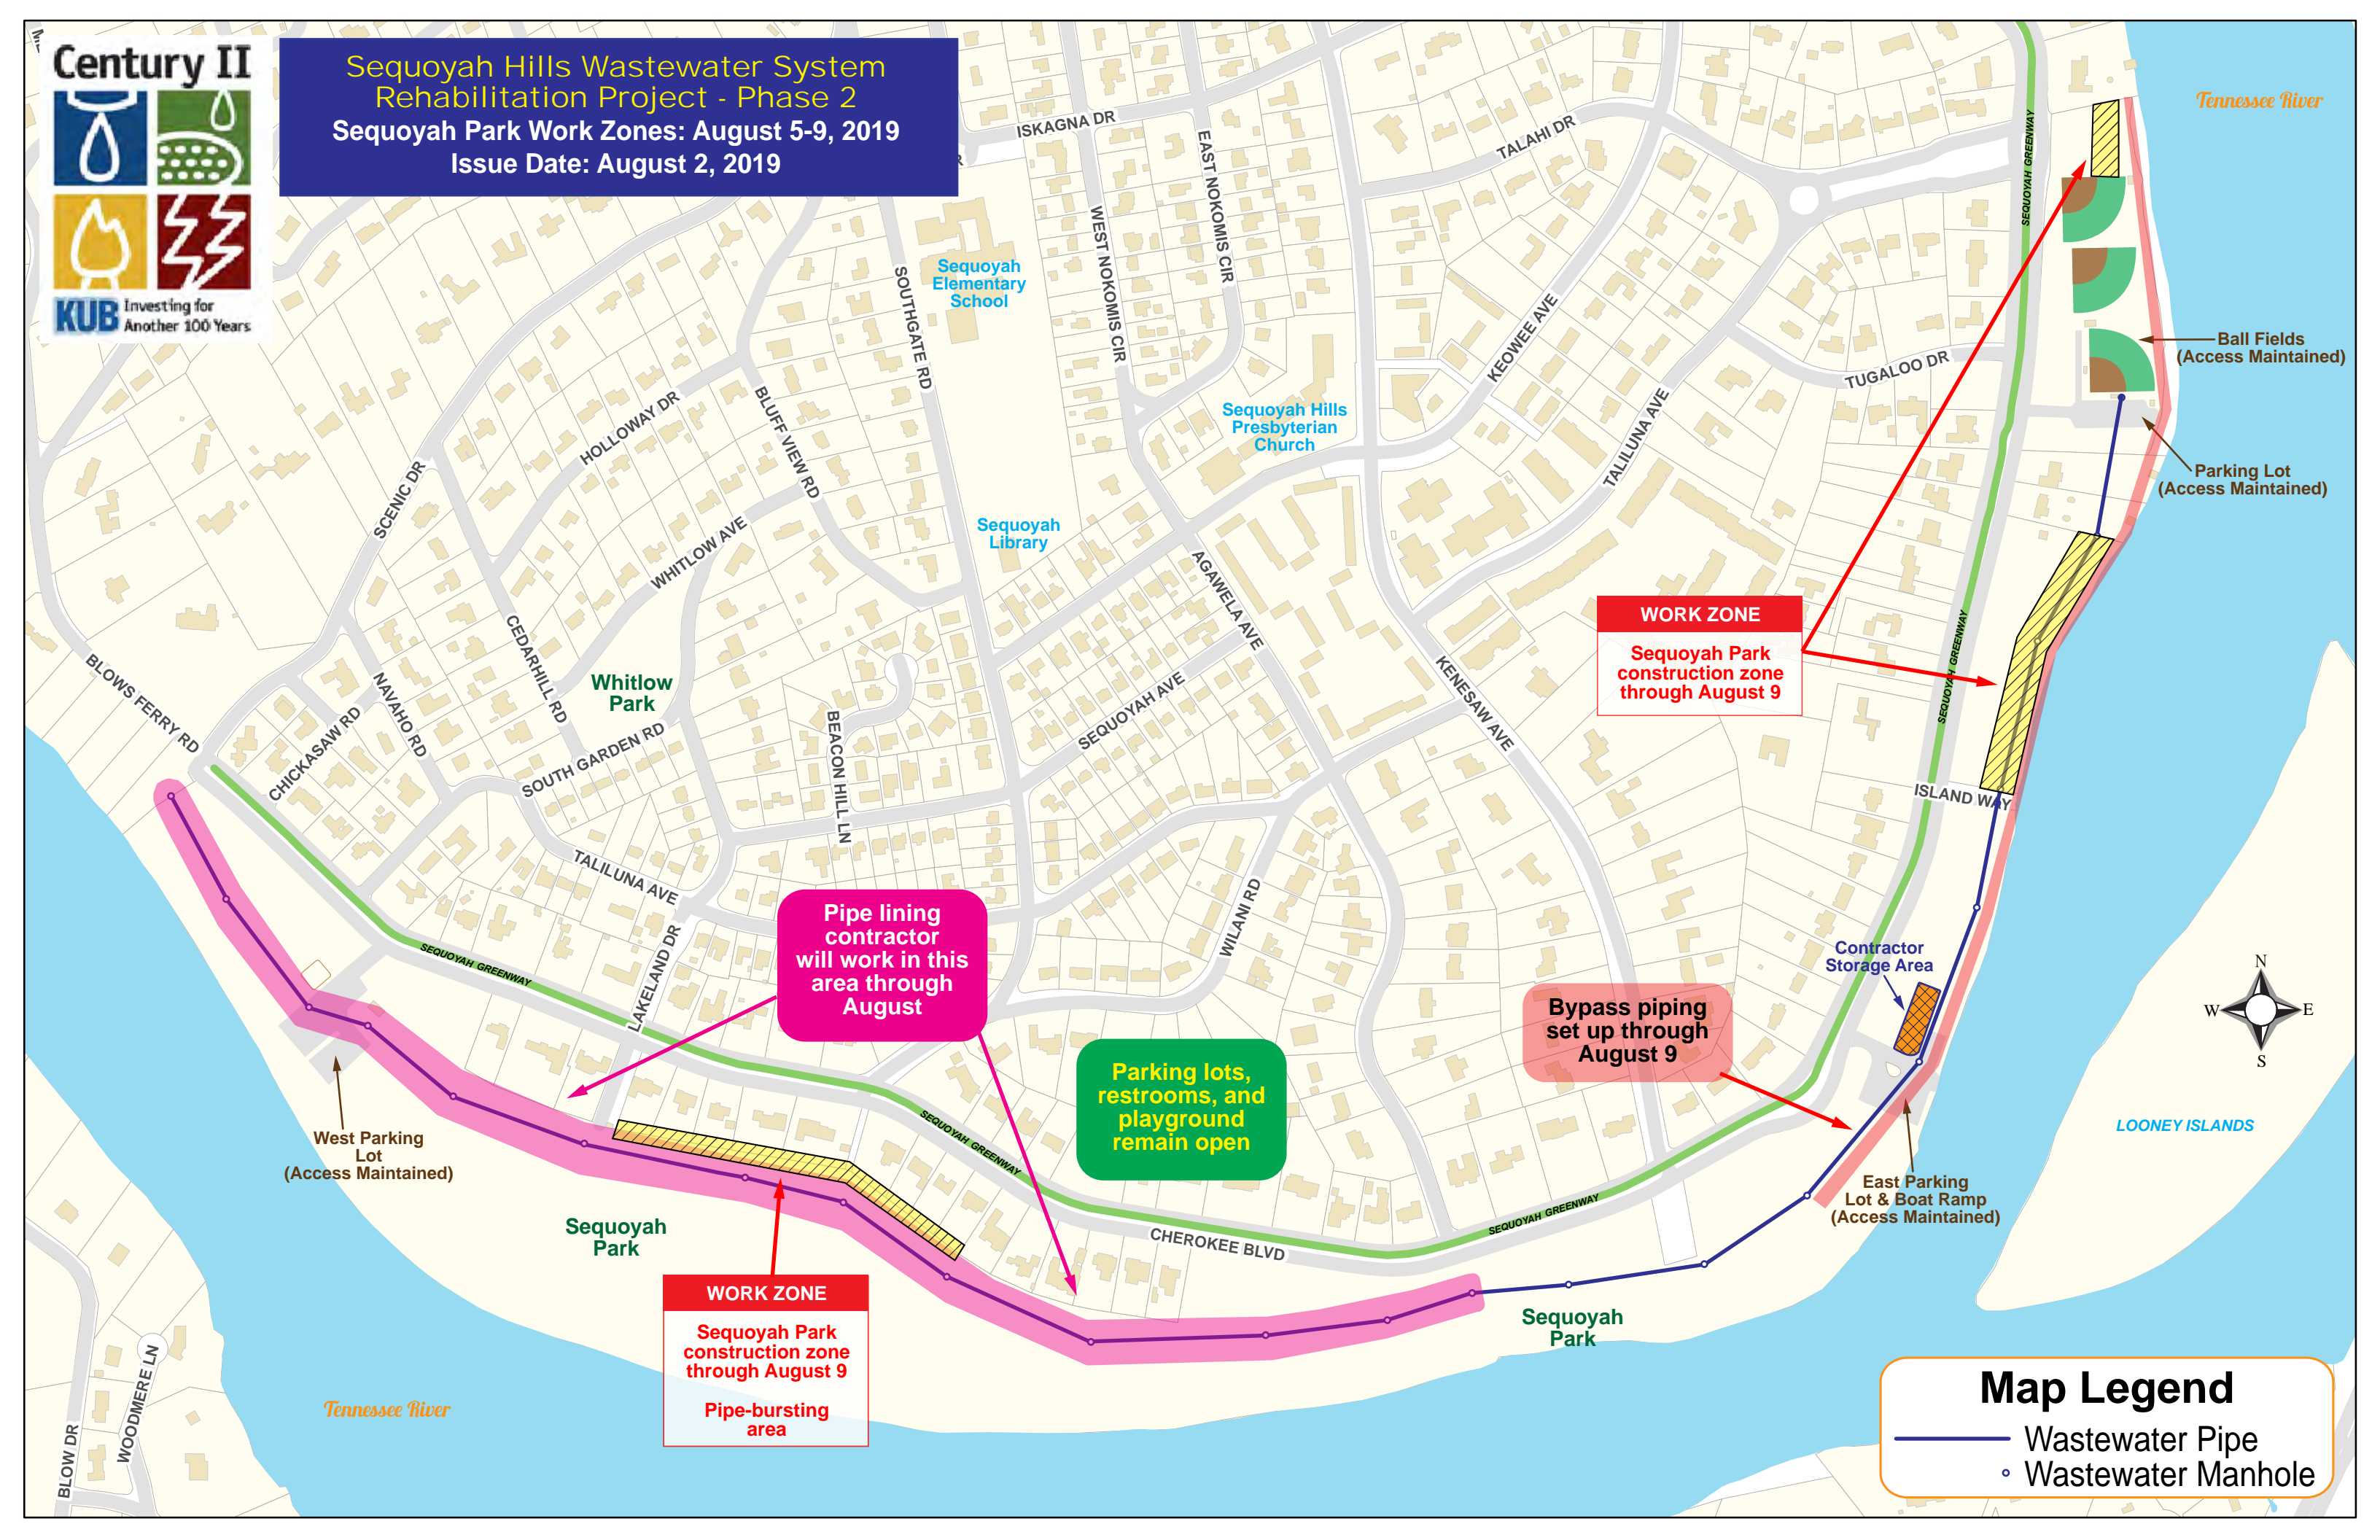 Century II
KUB Investing for
Another 100 Years
Sequoyah Hills Wastewater System
Rehabilitation Project - Phase 2
Sequoyah Park Work Zones: August 5-9, 2019
Issue Date: August 2, 2019
ISKAGNA DR
EAST NOKOMIS CIR
WEST NOKOMIS CIR
TALAHI DR
SEQUOYAH GREENWAY
Tennessee River
Sequoyah
Elementary
School
SOUTHGATE RD
KEOWEE AVE
TUGALOO DR
Ball Fields
(Access Maintained)
HOLLOWAY DR
BLUFF VIEW RD
Sequoyah Hills
Presbyterian
Church
TALILUNA AVE
Parking Lot
(Access Maintained)
SCENIC DR
WHITLOW AVE
Sequoyah
Library
AGAWELA AVE
WORK ZONE
Sequoyah Park
construction zone
through August 9
SEQUOYAH GREENWAY
BLOWS FERRY RD
NAVAHO RD
CEDARHILL RD
Whitlow
Park
CHICKASAW RD
SOUTH GARDEN RD
BEACON HILL LN
SEQUOYAH AVE
KENESAW AVE
ISLAND WAY
TALILUNA AVE
LAKELAND DR
WILANI RD
SEQUOYAH GREENWAY
Pipe lining
contractor
will work in this
area through
August
Contractor
Storage Area
Bypass piping
set up through
August 9
N
W
E
S
Parking lots,
restrooms, and
playground
remain open
SEQUOYAH GREENWAY
LOONEY ISLANDS
West Parking
Lot
(Access Maintained)
East Parking
Lot & Boat Ramp
(Access Maintained)
SEQUOYAH GREENWAY
CHEROKEE BLVD
Sequoyah
Park
WORK ZONE
Sequoyah Park
construction zone
through August 9
Pipe-bursting
area
Sequoyah
Park
Tennessee River
WOODMERE LN
BLOW DR
Map Legend
Wastewater Pipe
Wastewater Manhole